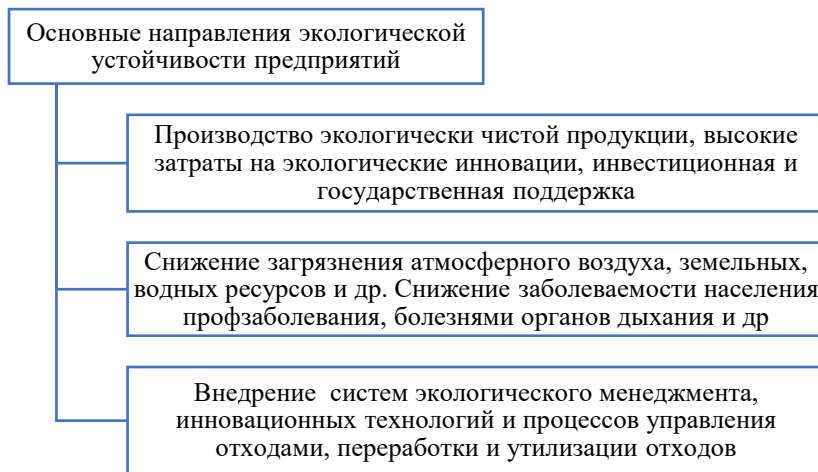 Основные направления экологической
устойчивости предприятий
Производство экологически чистой продукции, высокие
затраты на экологические инновации, инвестиционная и
государственная поддержка
Снижение загрязнения атмосферного воздуха, земельных,
водных ресурсов и др. Снижение заболеваемости населения
профзаболевания, болезнями органов дыхания и др
Внедрение  систем экологического менеджмента,
инновационных технологий и процессов управления
отходами, переработки и утилизации отходов